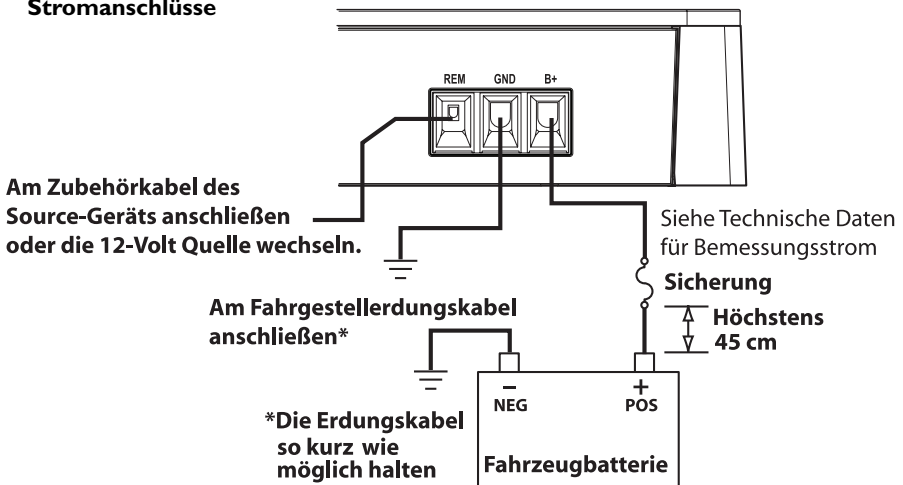 Stromanschlüsse
REM GND B+
Am Zubehörkabel des
Source-Geräts anschließen
oder die 12-Volt Quelle wechseln.
Siehe Technische Daten
für Bemessungsstrom
Sicherung
Höchstens
45 cm
Am Fahrgestellerdungskabel
anschließen*
– +
NEG POS
*Die Erdungskabel
so kurz wie
möglich halten
Fahrzeugbatterie